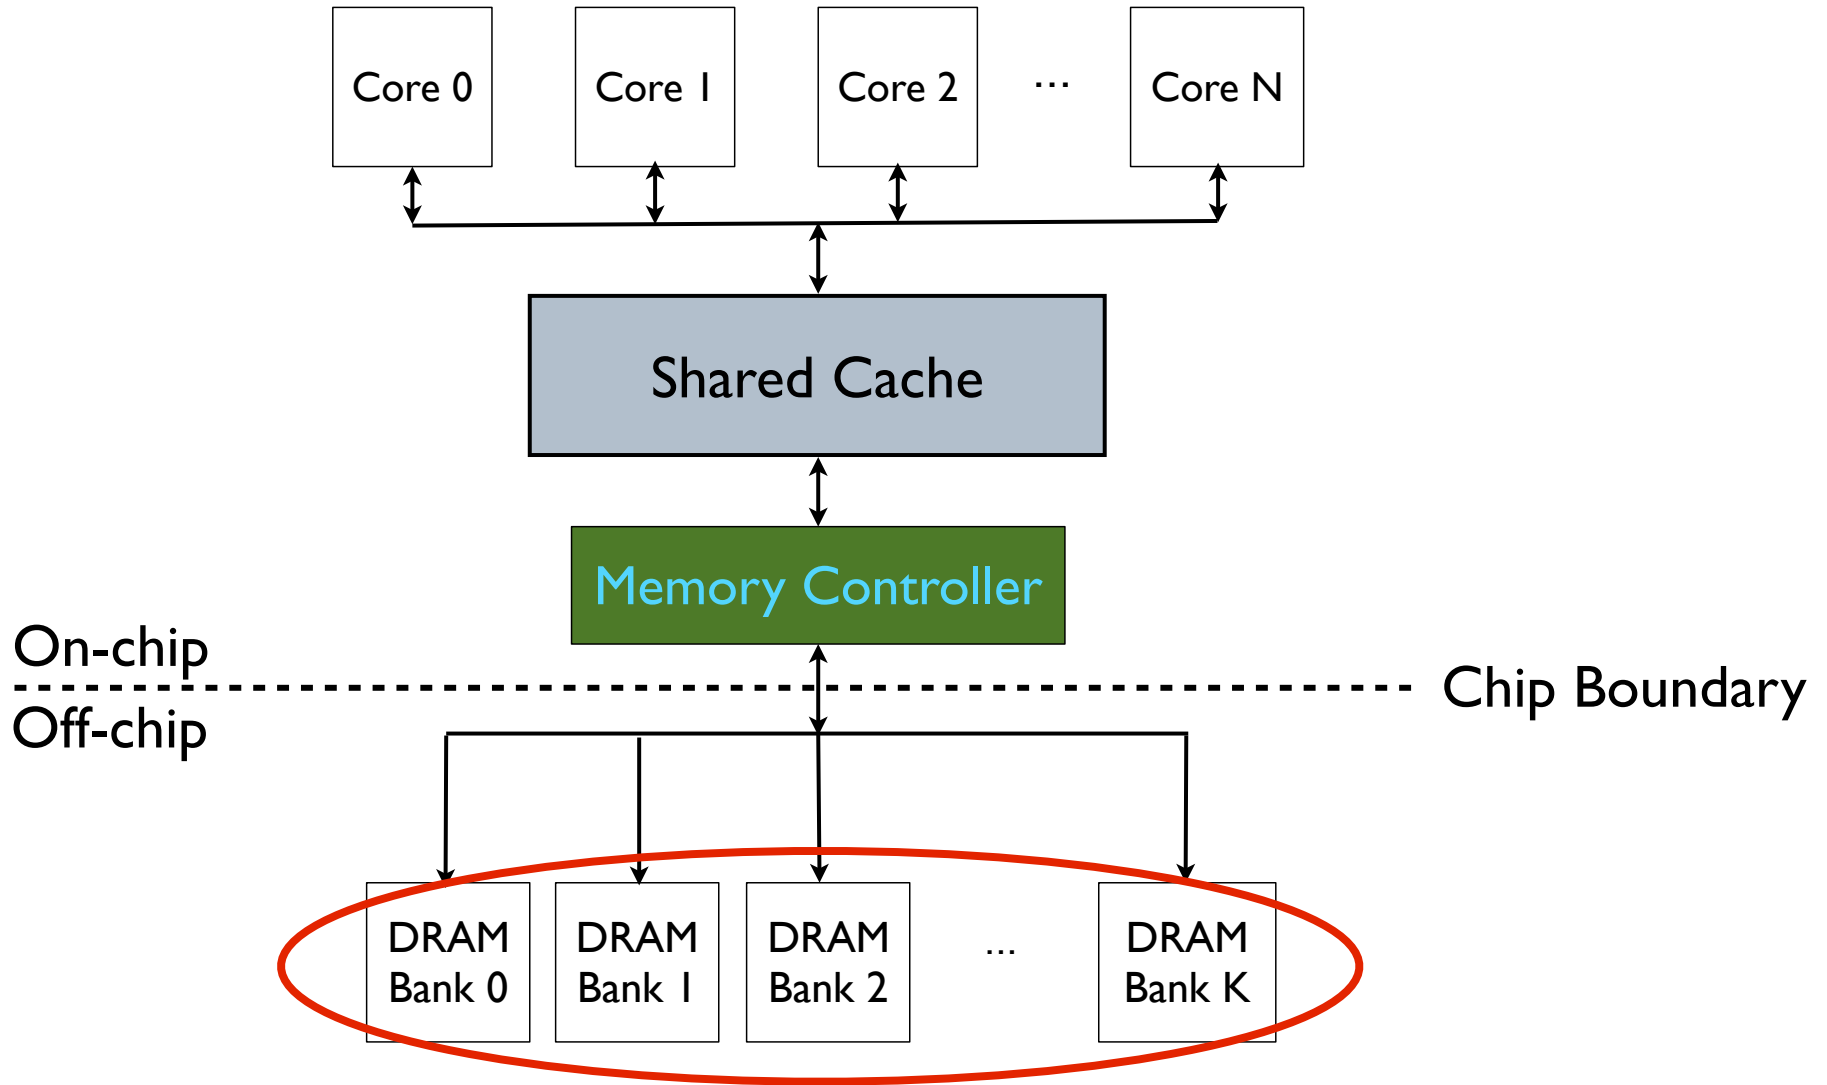 Core 0
Core 1
Core 2
...
Core N
Shared Cache
Memory Controller
On-chip
Chip Boundary
Off-chip
DRAM
Bank 0
DRAM
Bank 1
DRAM
Bank 2
...
DRAM
Bank K